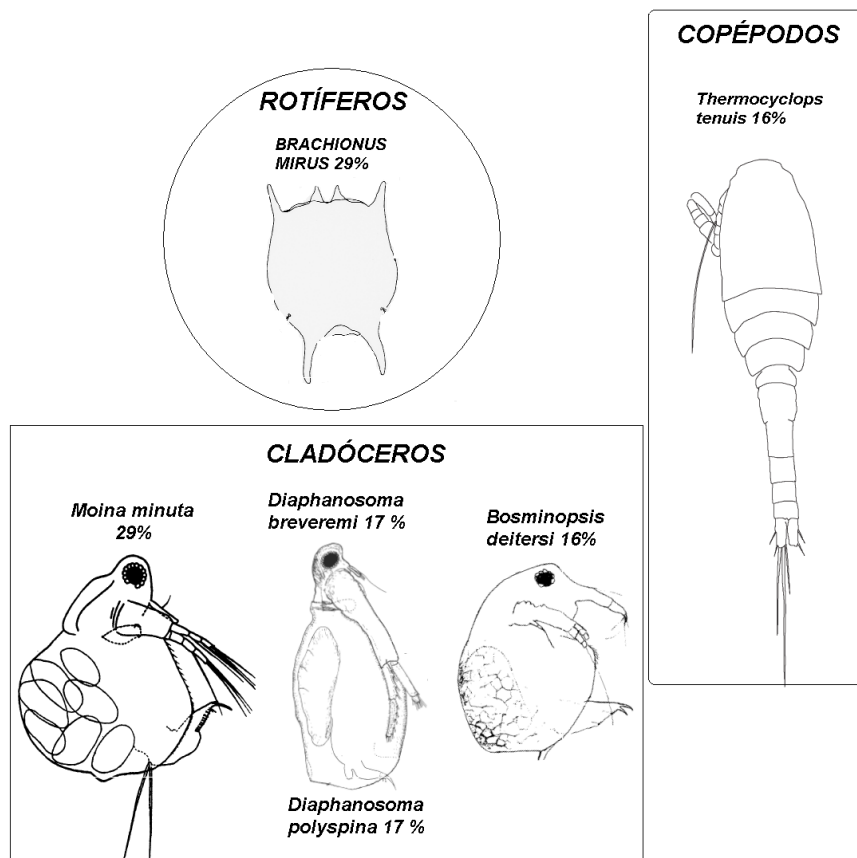 COPÉPODOS
Thermocyclops
tenuis 16%
ROTÍFEROS
BRACHIONUS
MIRUS 29%
CLADÓCEROS
Moina minuta
29%
Diaphanosoma
breveremi 17 %
Bosminopsis
deitersi 16%
Diaphanosoma
polyspina 17 %